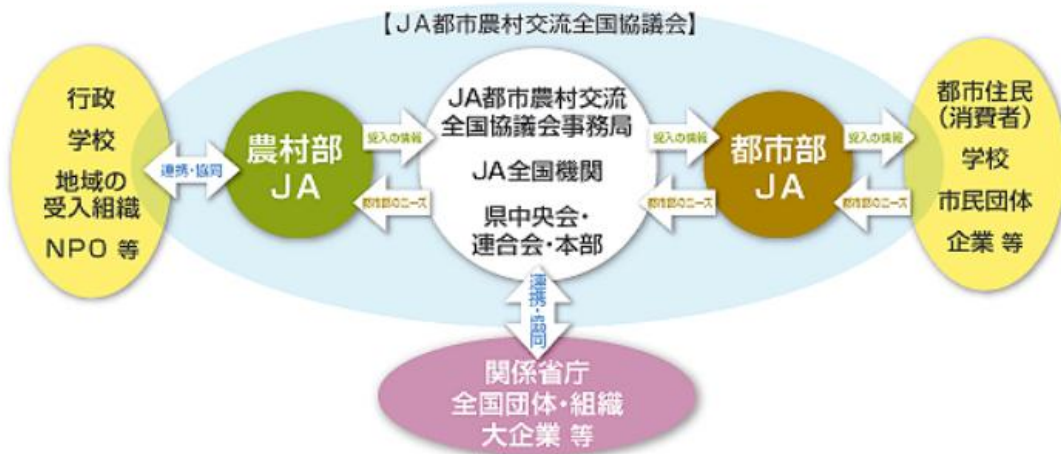 【JA都市農村交流全国協議会】
行政
学校
地域の
受入組織
NPO 等
連携・協同
農村部
JA
受入の情報
都市部のニーズ
JA都市農村交流
全国協議会事務局
JA全国機関
県中央会・
連合会・本部
受入の情報
都市部のニーズ
都市部
JA
受入の情報
都市部のニーズ
都市住民
(消費者)
学校
市民団体
企業 等
連携・協同
関係省庁
全国団体・組織
大企業 等